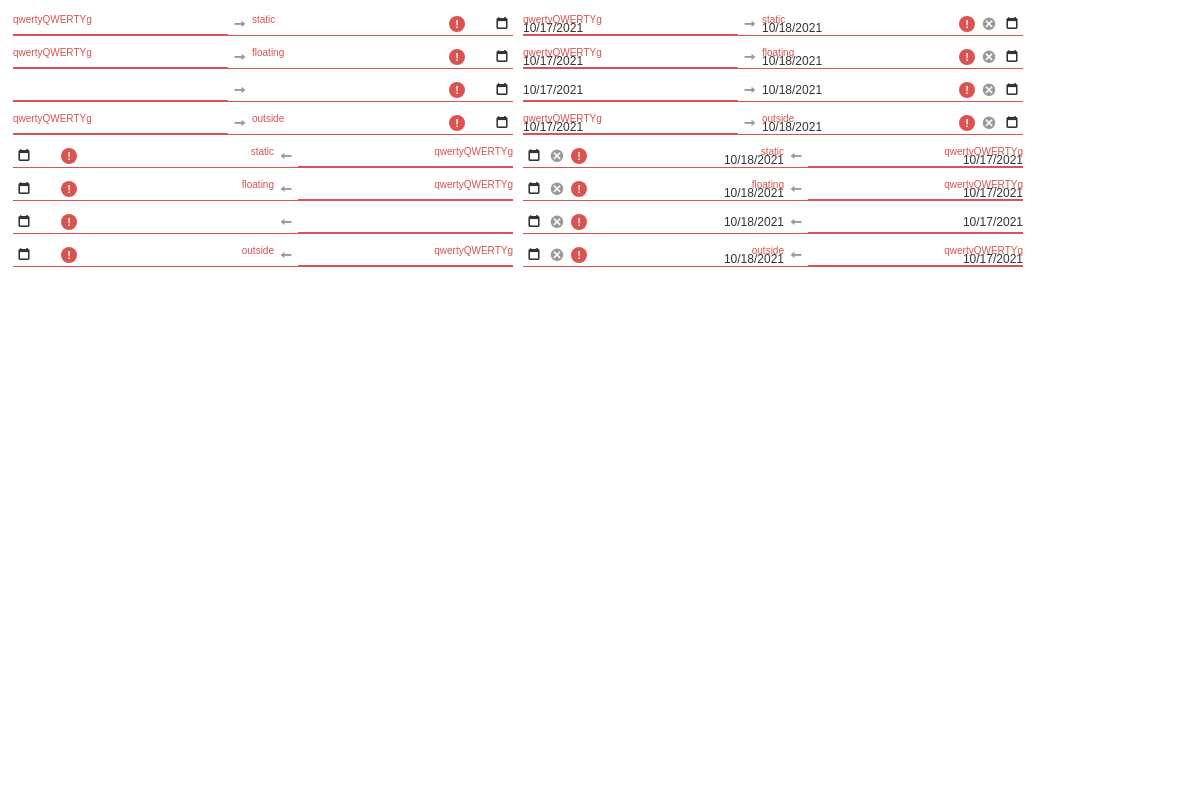 qwertyQWERTYg static qwertyQWERTYg static
10/17/2021 10/18/2021
qwertyQWERTYg floating qwertyQWERTYg floating
10/17/2021 10/18/2021
10/17/2021 10/18/2021
qwertyQWERTYg outside qwertyQWERTYg outside
10/17/2021 10/18/2021
static qwertyQWERTYg static qwertyQWERTYg
10/18/2021 10/17/2021
floating qwertyQWERTYg floating qwertyQWERTYg
10/18/2021 10/17/2021
10/18/2021 10/17/2021
outside qwertyQWERTYg outside qwertyQWERTYg
10/18/2021 10/17/2021